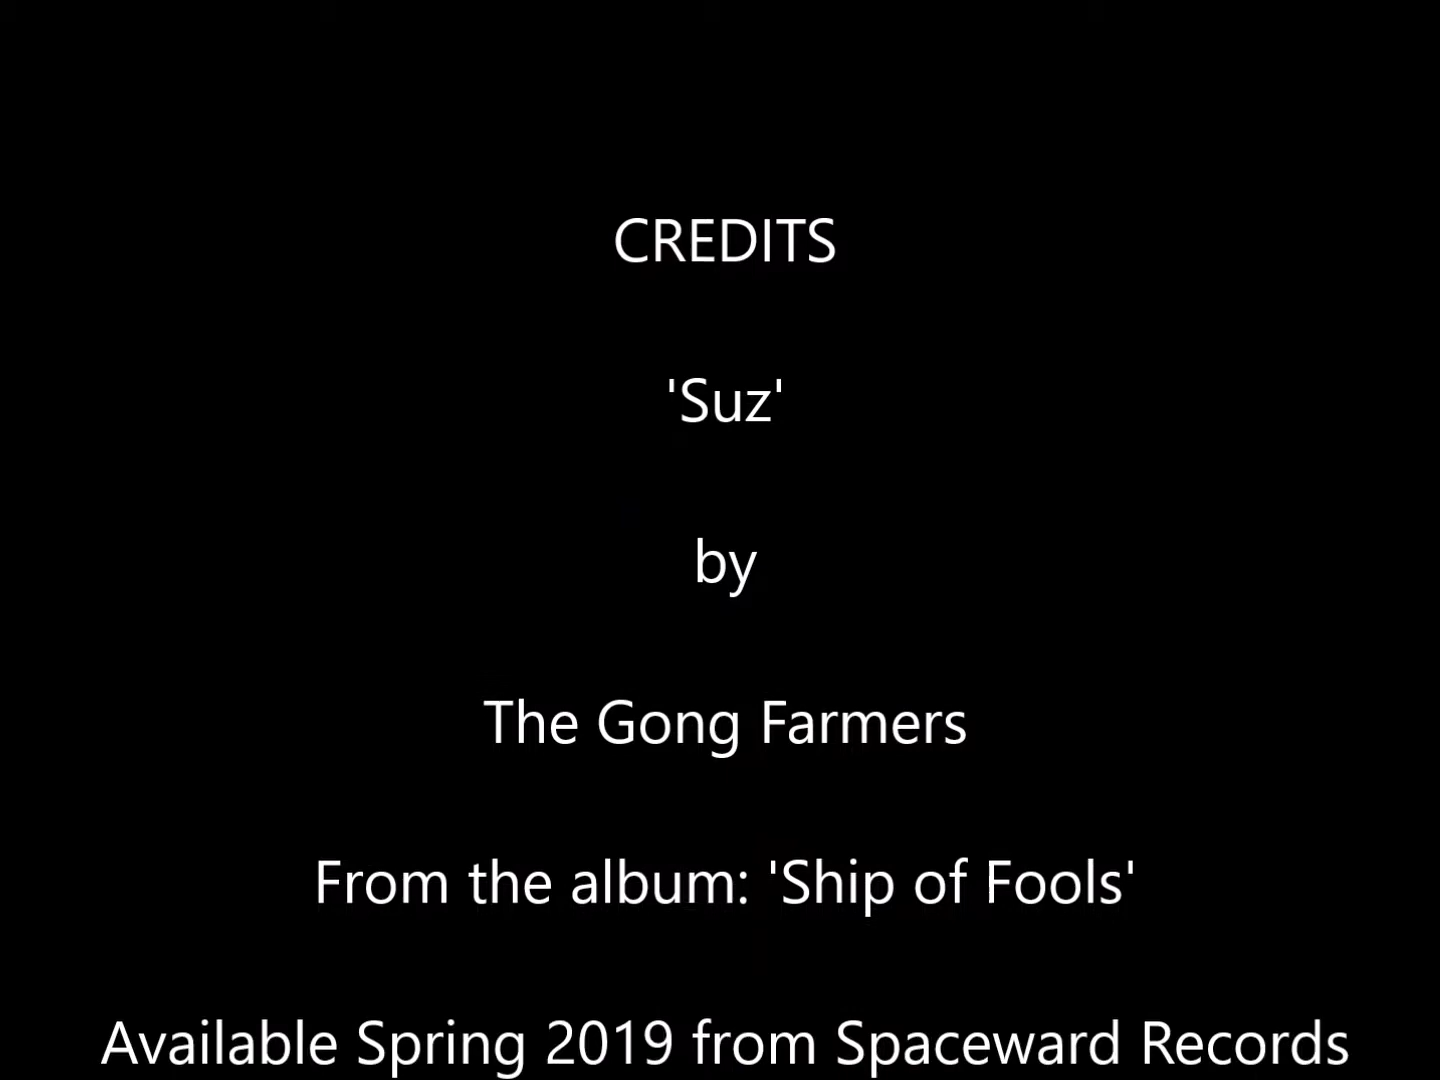 CREDITS
'Suz'
by
The Gong Farmers
From the album: 'Ship of Fools'
Available Spring 2019 from Spaceward Records